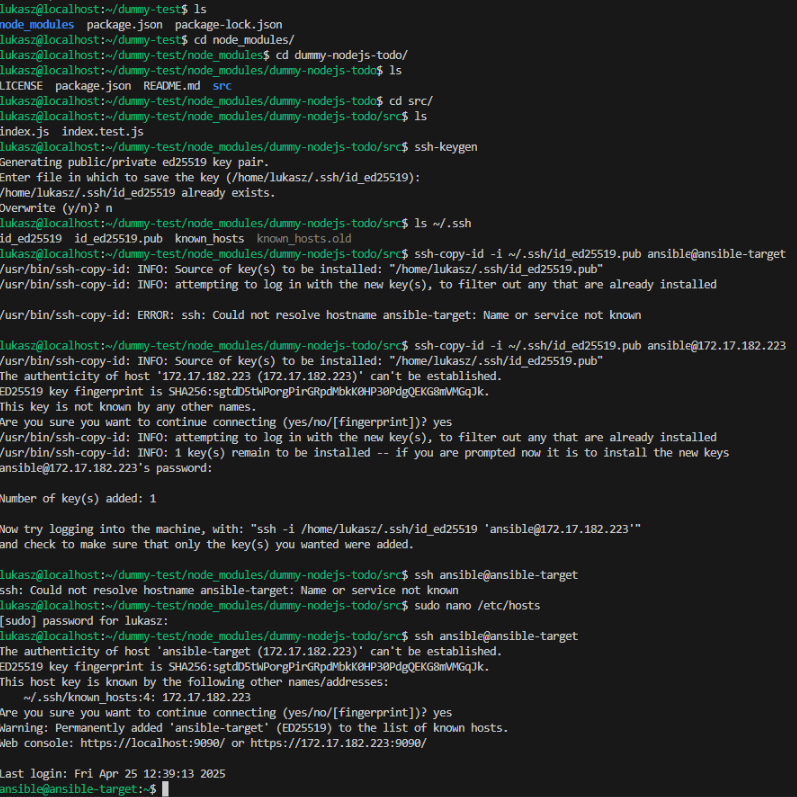 lukasz@localhost:~/dummy-test$ ls
node_modules  package.json  package-lock.json
lukasz@localhost:~/dummy-test$ cd node_modules/
lukasz@localhost:~/dummy-test/node_modules$ cd dummy-nodejs-todo/
lukasz@localhost:~/dummy-test/node_modules/dummy-nodejs-todo$ ls
LICENSE  package.json  README.md  src
lukasz@localhost:~/dummy-test/node_modules/dummy-nodejs-todo$ cd src/
lukasz@localhost:~/dummy-test/node_modules/dummy-nodejs-todo/src$ ls
index.js  index.test.js
lukasz@localhost:~/dummy-test/node_modules/dummy-nodejs-todo/src$ ssh-keygen
Generating public/private ed25519 key pair.
Enter file in which to save the key (/home/lukasz/.ssh/id_ed25519):
/home/lukasz/.ssh/id_ed25519 already exists.
Overwrite (y/n)? n
lukasz@localhost:~/dummy-test/node_modules/dummy-nodejs-todo/src$ ls ~/.ssh
id_ed25519  id_ed25519.pub  known_hosts  known_hosts.old
lukasz@localhost:~/dummy-test/node_modules/dummy-nodejs-todo/src$ ssh-copy-id -i ~/.ssh/id_ed25519.pub ansible@ansible-target
/usr/bin/ssh-copy-id: INFO: Source of key(s) to be installed: "/home/lukasz/.ssh/id_ed25519.pub"
/usr/bin/ssh-copy-id: INFO: attempting to log in with the new key(s), to filter out any that are already installed
/usr/bin/ssh-copy-id: ERROR: ssh: Could not resolve hostname ansible-target: Name or service not known
lukasz@localhost:~/dummy-test/node_modules/dummy-nodejs-todo/src$ ssh-copy-id -i ~/.ssh/id_ed25519.pub ansible@172.17.182.223
/usr/bin/ssh-copy-id: INFO: Source of key(s) to be installed: "/home/lukasz/.ssh/id_ed25519.pub"
The authenticity of host '172.17.182.223 (172.17.182.223)' can't be established.
ED25519 key fingerprint is SHA256:sgtdD5tWPorgPirGRpdMbkK0HP30PdgQEKG8mVMGqJk.
This key is not known by any other names.
Are you sure you want to continue connecting (yes/no/[fingerprint])? yes
/usr/bin/ssh-copy-id: INFO: attempting to log in with the new key(s), to filter out any that are already installed
/usr/bin/ssh-copy-id: INFO: 1 key(s) remain to be installed -- if you are prompted now it is to install the new keys
ansible@172.17.182.223's password:
Number of key(s) added: 1
Now try logging into the machine, with: "ssh -i /home/lukasz/.ssh/id_ed25519 'ansible@172.17.182.223'"
and check to make sure that only the key(s) you wanted were added.
lukasz@localhost:~/dummy-test/node_modules/dummy-nodejs-todo/src$ ssh ansible@ansible-target
ssh: Could not resolve hostname ansible-target: Name or service not known
lukasz@localhost:~/dummy-test/node_modules/dummy-nodejs-todo/src$ sudo nano /etc/hosts
[sudo] password for lukasz:
lukasz@localhost:~/dummy-test/node_modules/dummy-nodejs-todo/src$ ssh ansible@ansible-target
The authenticity of host 'ansible-target (172.17.182.223)' can't be established.
ED25519 key fingerprint is SHA256:sgtdD5tWPorgPirGRpdMbkK0HP30PdgQEKG8mVMGqJk.
This host key is known by the following other names/addresses:
    ~/.ssh/known_hosts:4: 172.17.182.223
Are you sure you want to continue connecting (yes/no/[fingerprint])? yes
Warning: Permanently added 'ansible-target' (ED25519) to the list of known hosts.
Web console: https://localhost:9090/ or https://172.17.182.223:9090/
Last login: Fri Apr 25 12:39:13 2025
ansible@ansible-target:~$